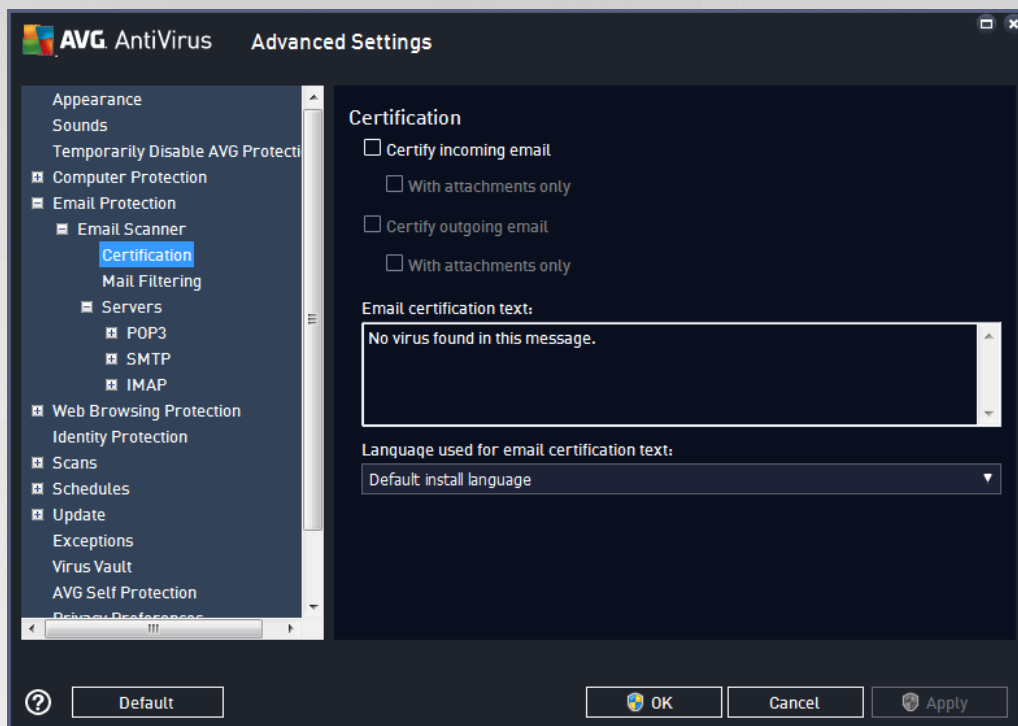 AVG. AntiVirus Advanced Settings
Appearance
Sounds
Temporarily Disable AVG Protecti
Computer Protection
Email Protection
Email Scanner
Certification
Mail Filtering
Servers
POP3
SMTP
IMAP
Web Browsing Protection
Identity Protection
Scans
Schedules
Update
Exceptions
Virus Vault
AVG Self Protection
Privacy Preferences
Certification
Certify incoming email
With attachments only
Certify outgoing email
With attachments only
Email certification text:
No virus found in this message.
Language used for email certification text:
Default install language
? Default OK Cancel Apply